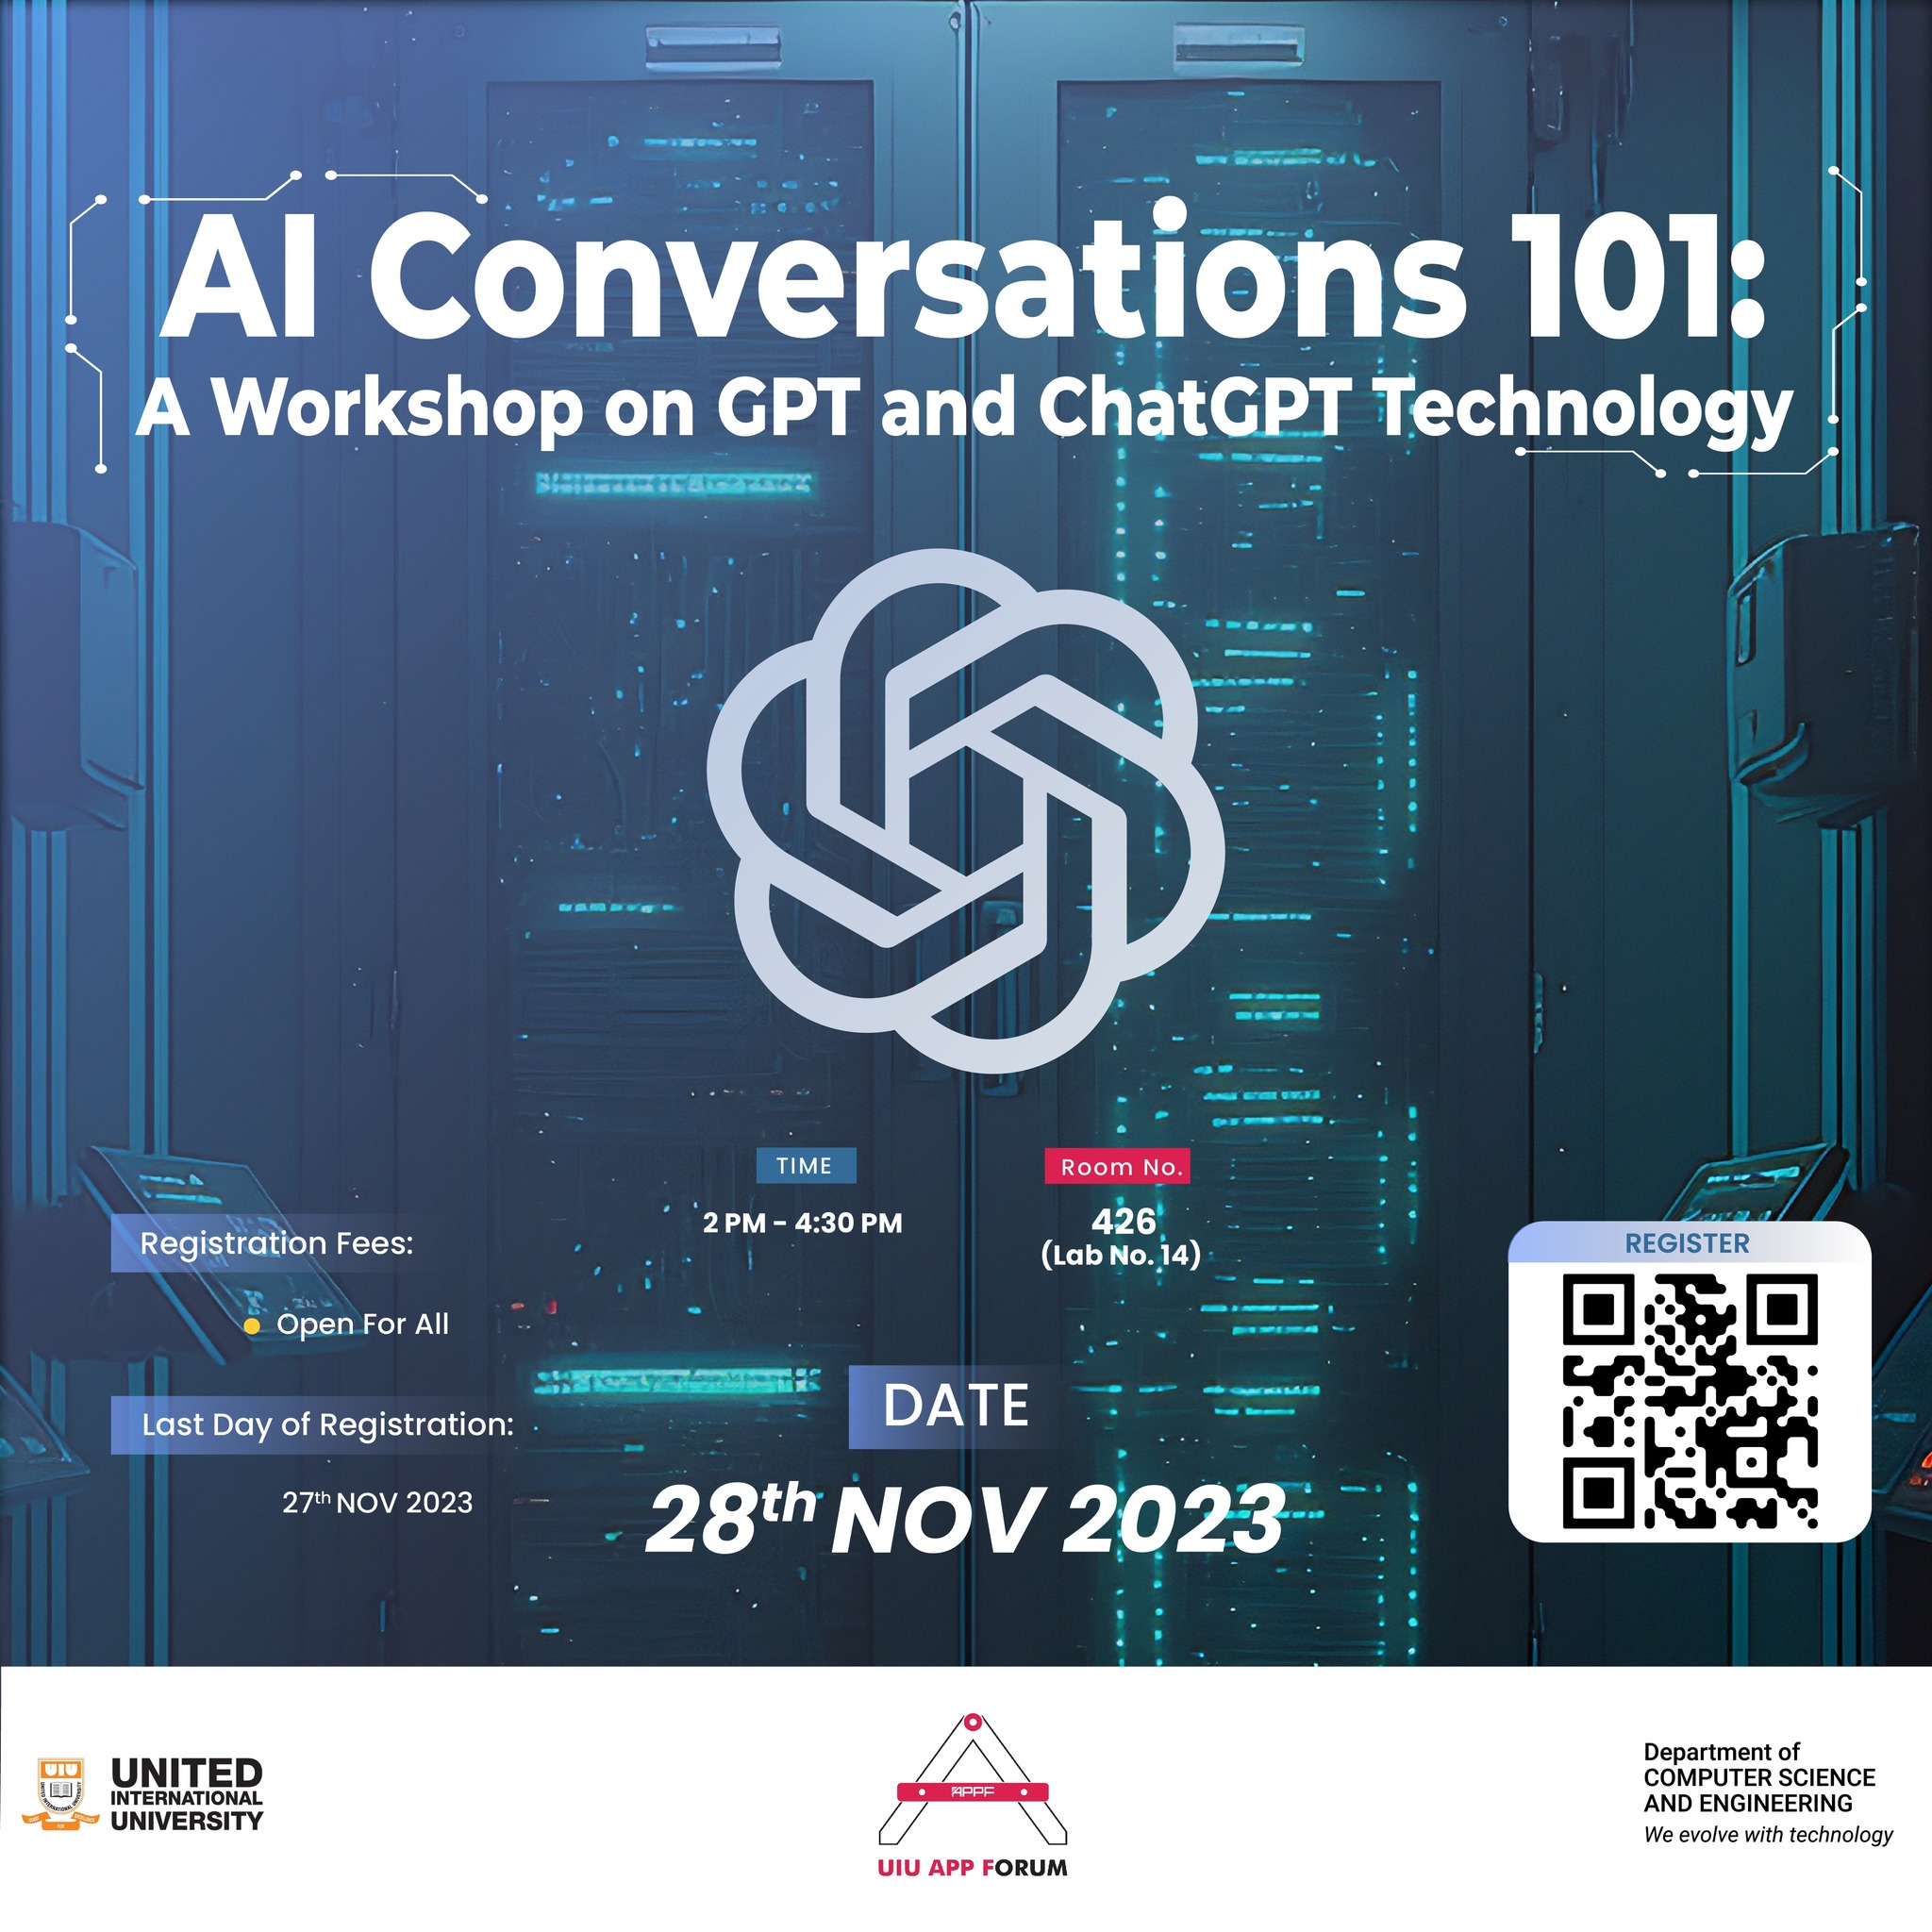 AI Conversations 101:
A Workshop on GPT and ChatGPT Technology
TIME
2 PM - 4:30 PM
Room No.
426
(Lab No. 14)
Registration Fees:
Open For All
Last Day of Registration:
27th NOV 2023
DATE
28th NOV 2023
REGISTER
UIU
UNITED
INTERNATIONAL
UNIVERSITY
APPF
UIU APP FORUM
Department of
COMPUTER SCIENCE
AND ENGINEERING
We evolve with technology